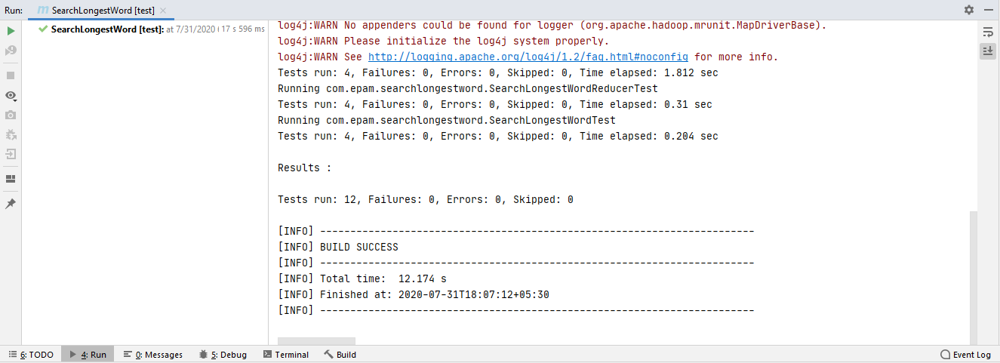 Run: m SearchLongestWord [test] ×
SearchLongestWord [test]: at 7/31/2020 17 s 596 ms
log4j:WARN No appenders could be found for logger (org.apache.hadoop.mrunit.MapDriverBase).
log4j:WARN Please initialize the log4j system properly.
log4j:WARN See http://logging.apache.org/log4j/1.2/faq.html#noconfig for more info.
Tests run: 4, Failures: 0, Errors: 0, Skipped: 0, Time elapsed: 1.812 sec
Running com.epam.searchlongestword.SearchLongestWordReducerTest
Tests run: 4, Failures: 0, Errors: 0, Skipped: 0, Time elapsed: 0.31 sec
Running com.epam.searchlongestword.SearchLongestWordTest
Tests run: 4, Failures: 0, Errors: 0, Skipped: 0, Time elapsed: 0.204 sec
Results :
Tests run: 12, Failures: 0, Errors: 0, Skipped: 0
[INFO] ------------------------------------------------------------------------
[INFO] BUILD SUCCESS
[INFO] ------------------------------------------------------------------------
[INFO] Total time:  12.174 s
[INFO] Finished at: 2020-07-31T18:07:12+05:30
[INFO] ------------------------------------------------------------------------
6: TODO 4: Run 0: Messages 5: Debug Terminal Build Event Log